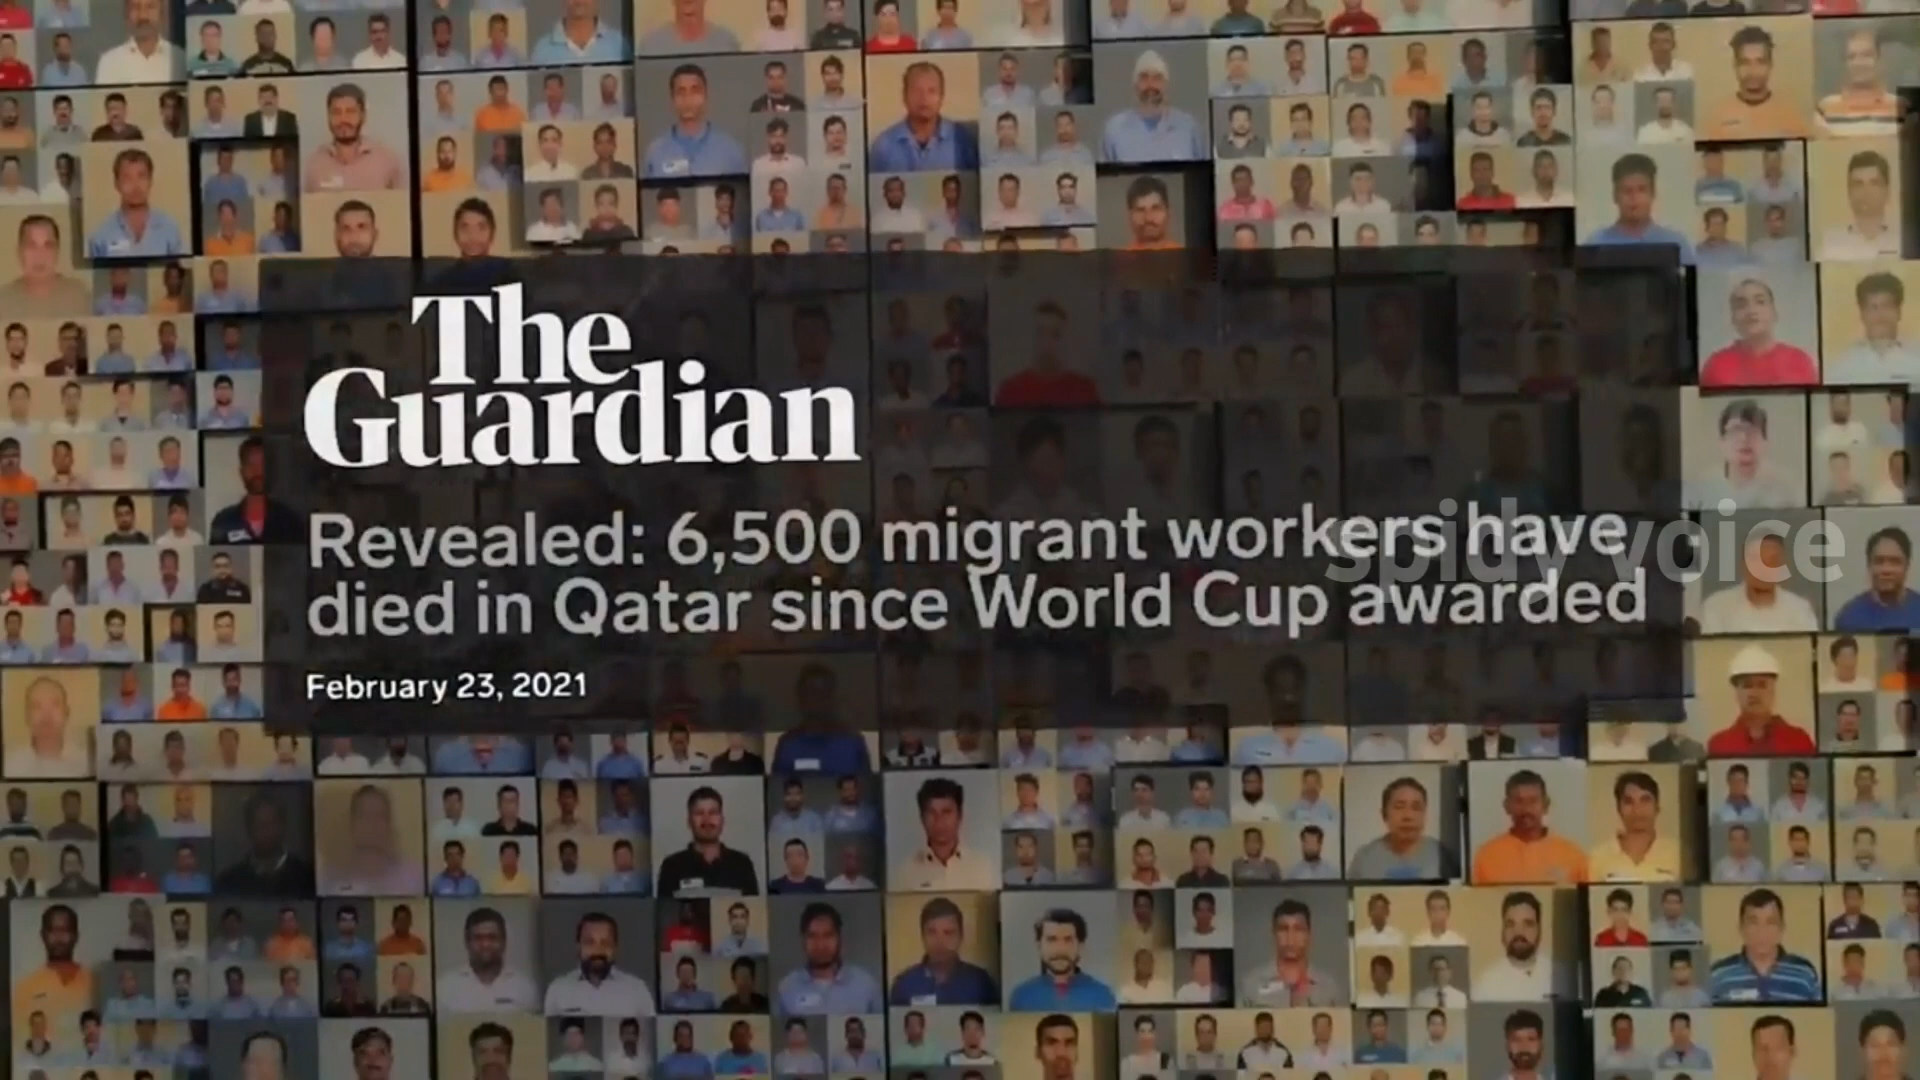 The
Guardian
Revealed: 6,500 migrant workers have
died in Qatar since World Cup awarded
February 23, 2021
spidy voice